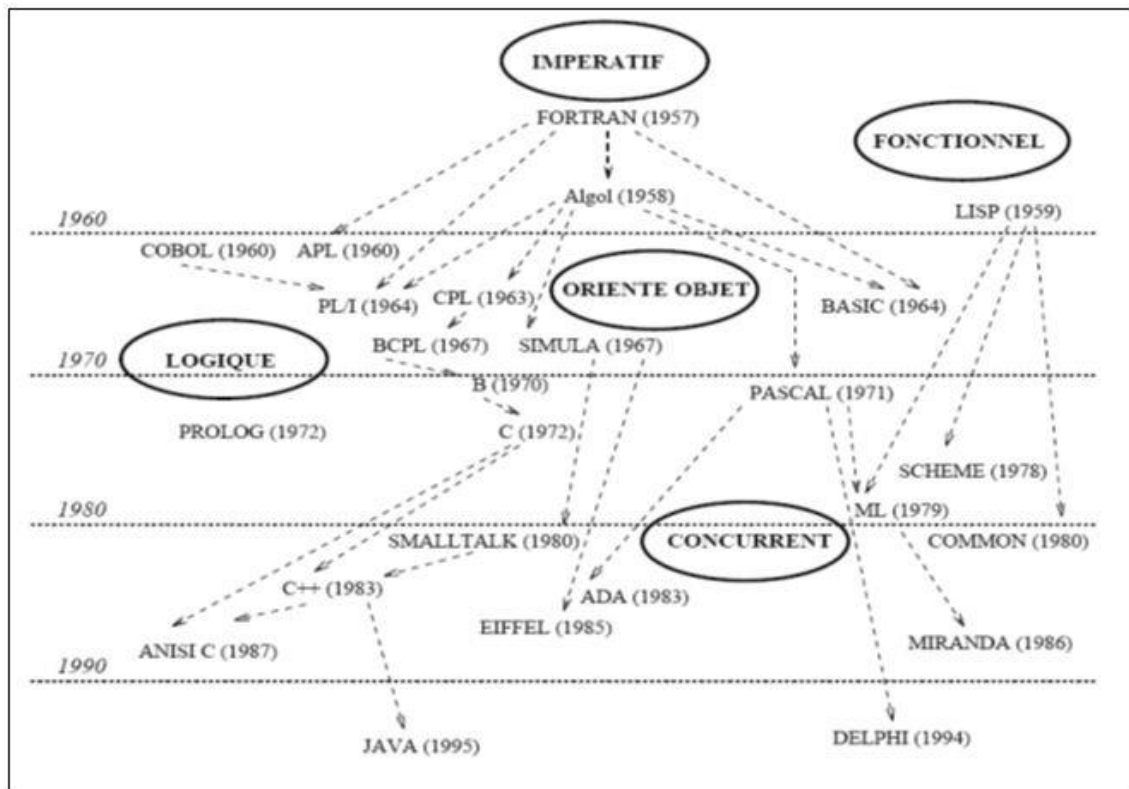 IMPERATIF
FORTRAN (1957)
FONCTIONNEL
Algol (1958)
LISP (1959)
1960
COBOL (1960)
APL (1960)
ORIENTE OBJET
PL/I (1964)
CPL (1963)
BASIC (1964)
BCPL (1967)
SIMULA (1967)
LOGIQUE
1970
B (1970)
PASCAL (1971)
PROLOG (1972)
C (1972)
SCHEME (1978)
ML (1979)
1980
SMALLTALK (1980)
CONCURRENT
COMMON (1980)
C++ (1983)
ADA (1983)
EIFFEL (1985)
ANISI C (1987)
MIRANDA (1986)
1990
JAVA (1995)
DELPHI (1994)